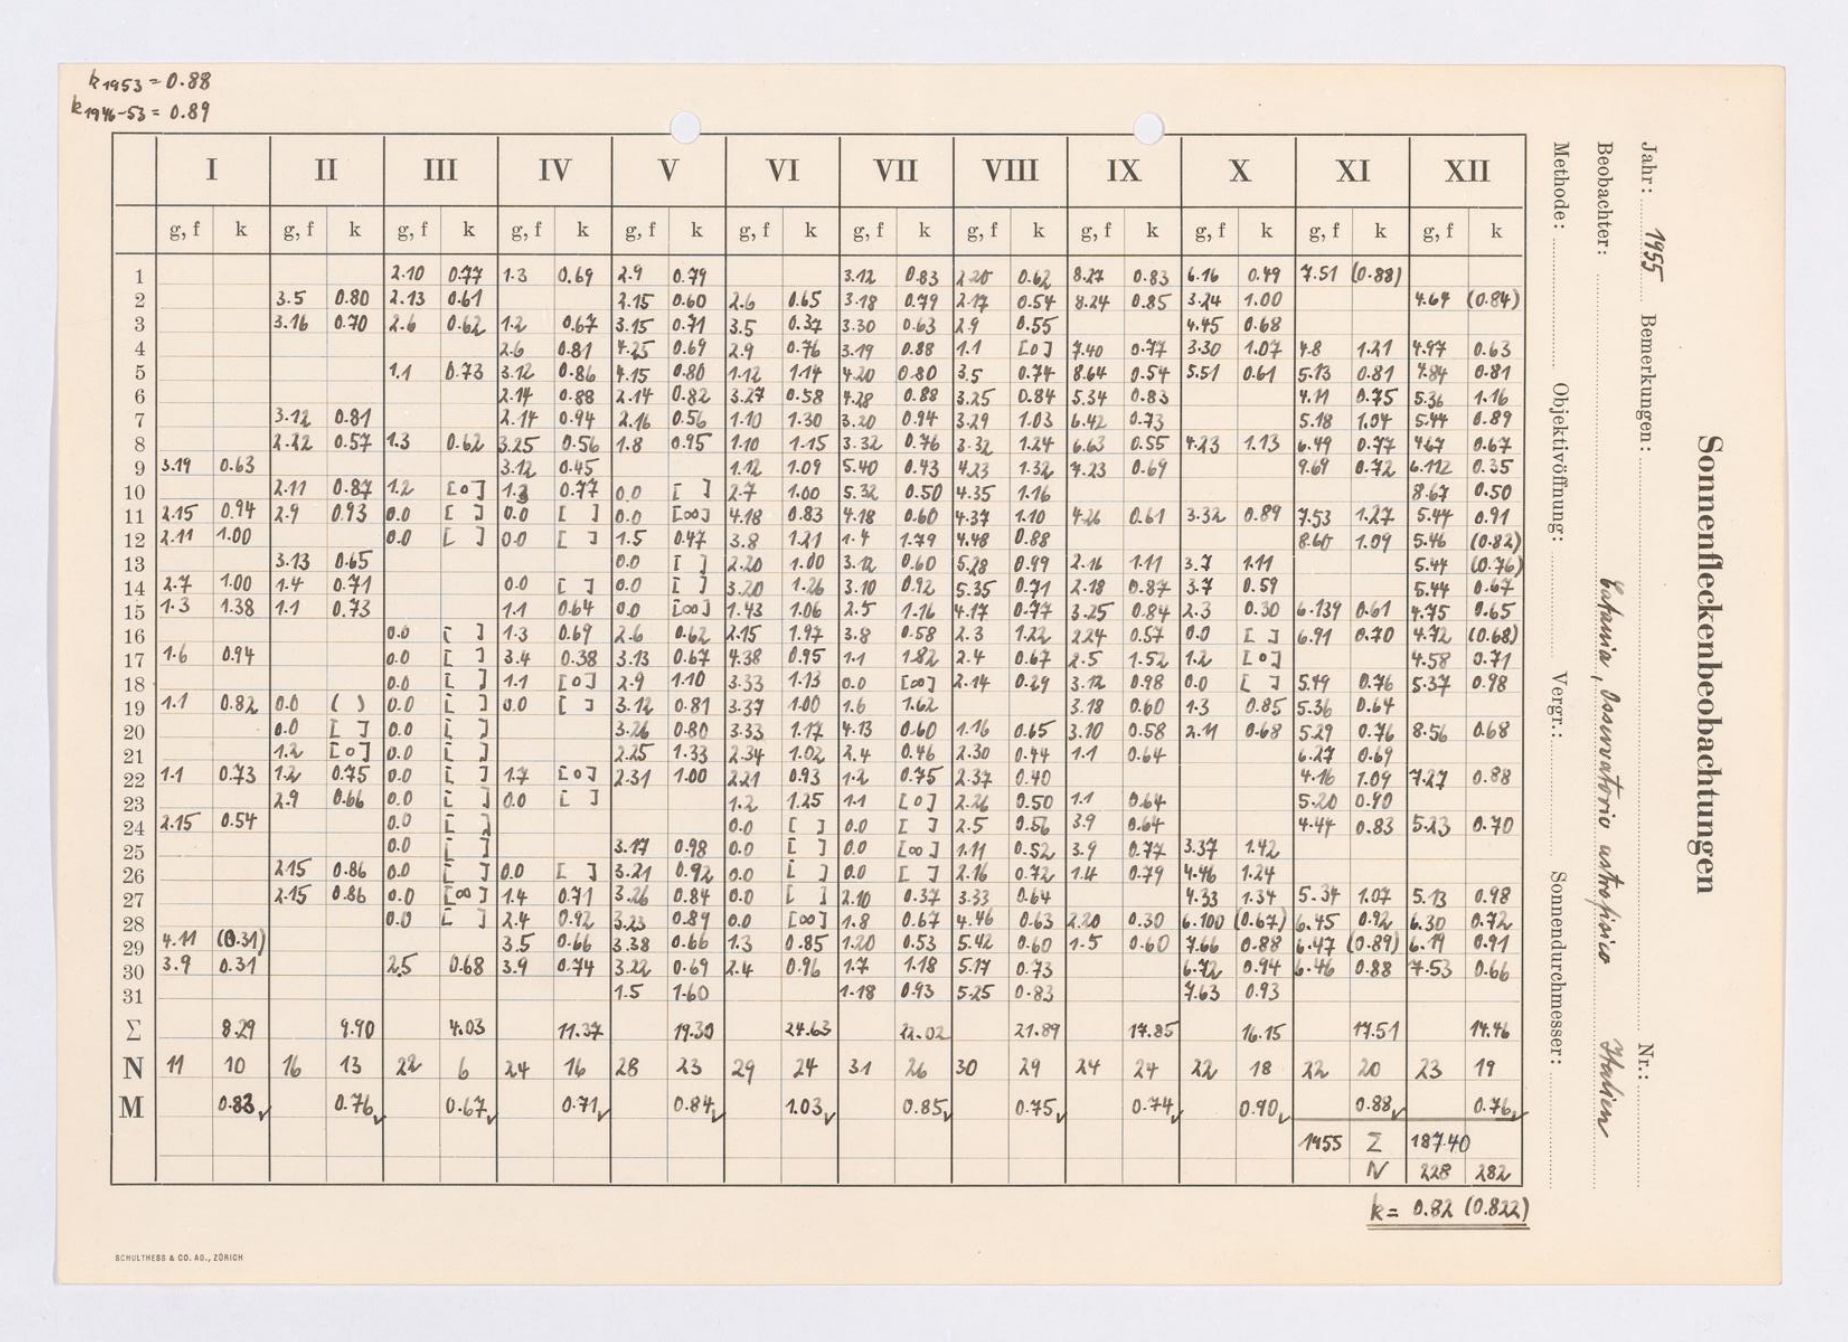 k1953 = 0.88
k1946-53 = 0.89
I II III IV V VI VII VIII IX X XI XII
g, f k g, f k g, f k g, f k g, f k g, f k g, f k g, f k g, f k g, f k g, f k g, f k
1 2.10 0.77 1.3 0.69 2.9 0.79 3.12 0.83 2.20 0.62 8.27 0.83 6.16 0.49 7.51 (0.88)
2 3.5 0.80 2.13 0.61 2.15 0.60 2.6 0.65 3.18 0.79 2.17 0.54 8.24 0.85 3.24 1.00 4.64 (0.84)
3 3.16 0.70 2.6 0.62 1.2 0.67 3.15 0.71 3.5 0.37 3.30 0.63 2.9 0.55 4.45 0.68
4 2.6 0.81 4.25 0.69 2.9 0.76 3.19 0.88 1.1 [0] 7.40 0.77 3.30 1.07 4.8 1.21 4.97 0.63
5 1.1 0.73 3.12 0.86 4.15 0.80 1.12 1.14 4.20 0.80 3.5 0.74 8.64 0.54 5.51 0.61 5.13 0.81 7.84 0.81
6 2.14 0.88 2.14 0.82 3.27 0.58 4.28 0.88 3.25 0.84 5.34 0.83 4.11 0.75 5.36 1.16
7 3.12 0.81 2.14 0.94 2.16 0.56 1.10 1.30 3.20 0.94 3.29 1.03 6.42 0.73 5.18 1.04 5.44 0.89
8 2.22 0.57 1.3 0.62 3.25 0.56 1.8 0.95 1.10 1.15 3.32 0.76 3.32 1.24 6.63 0.55 4.23 1.13 6.49 0.77 4.67 0.67
9 3.19 0.63 3.12 0.45 1.12 1.09 5.40 0.43 4.23 1.32 7.23 0.69 9.69 0.72 6.112 0.35
10 2.11 0.87 1.2 [0] 1.3 0.77 0.0 [ ] 2.7 1.00 5.32 0.50 4.35 1.16 8.67 0.50
11 2.15 0.94 2.9 0.93 0.0 [ ] 0.0 [ ] 0.0 [∞] 4.18 0.83 4.18 0.60 4.37 1.10 4.26 0.61 3.32 0.89 7.53 1.27 5.44 0.91
12 2.11 1.00 0.0 [ ] 0.0 [ ] 1.5 0.47 3.8 1.21 1.4 1.79 4.48 0.88 8.60 1.09 5.46 (0.82)
13 3.13 0.65 0.0 [ ] 2.20 1.00 3.12 0.60 5.28 0.99 2.16 1.11 3.7 1.11 5.44 (0.76)
14 2.7 1.00 1.4 0.71 0.0 [ ] 0.0 [ ] 3.20 1.26 3.10 0.92 5.35 0.71 2.18 0.87 3.7 0.59 5.44 0.67
15 1.3 1.38 1.1 0.73 1.1 0.64 0.0 [∞] 1.43 1.06 2.5 1.16 4.17 0.77 3.25 0.84 2.3 0.30 6.139 0.61 4.75 0.65
16 0.0 [ ] 1.3 0.69 2.6 0.62 2.15 1.97 3.8 0.58 2.3 1.22 2.24 0.57 0.0 [ ] 6.91 0.70 4.72 (0.68)
17 1.6 0.94 0.0 [ ] 3.4 0.38 3.13 0.67 4.38 0.95 1.1 1.82 2.4 0.67 2.5 1.52 1.2 [0] 4.58 0.71
18 0.0 [ ] 1.1 [0] 2.9 1.10 3.33 1.13 0.0 [∞] 2.14 0.29 3.12 0.98 0.0 [ ] 5.49 0.76 5.37 0.98
19 1.1 0.82 0.0 ( ) 0.0 [ ] 0.0 [ ] 3.12 0.81 3.37 1.00 1.6 1.62 3.18 0.60 1.3 0.85 5.36 0.64
20 0.0 [ ] 0.0 [ ] 3.26 0.80 3.33 1.17 4.13 0.60 1.16 0.65 3.10 0.58 2.11 0.68 5.29 0.76 8.56 0.68
21 1.2 [0] 0.0 [ ] 2.25 1.33 2.34 1.02 2.4 0.46 2.30 0.44 1.1 0.64 6.27 0.69
22 1.1 0.73 1.2 0.75 0.0 [ ] 1.7 [0] 2.31 1.00 2.21 0.93 1.2 0.75 2.37 0.40 4.16 1.09 7.27 0.88
23 2.9 0.66 0.0 [ ] 0.0 [ ] 1.2 1.25 1.1 [0] 2.26 0.50 1.1 0.64 5.20 0.90
24 2.15 0.54 0.0 [ ] 0.0 [ ] 0.0 [ ] 2.5 0.56 3.9 0.64 4.44 0.83 5.23 0.70
25 0.0 [ ] 3.17 0.98 0.0 [ ] 0.0 [∞] 1.11 0.52 3.9 0.77 3.37 1.42
26 2.15 0.86 0.0 [ ] 0.0 [ ] 3.21 0.92 0.0 [ ] 0.0 [ ] 2.16 0.72 1.4 0.79 4.46 1.24
27 2.15 0.86 0.0 [∞] 1.4 0.71 3.26 0.84 0.0 [ ] 2.10 0.37 3.33 0.64 4.33 1.34 5.34 1.07 5.13 0.98
28 0.0 [ ] 2.4 0.92 3.23 0.89 0.0 [∞] 1.8 0.67 4.46 0.63 2.20 0.30 6.100 (0.67) 6.45 0.92 6.30 0.72
29 4.11 (0.31) 3.5 0.66 3.38 0.66 1.3 0.85 1.20 0.53 5.42 0.60 1.5 0.60 7.66 0.88 6.47 (0.89) 6.19 0.91
30 3.9 0.31 2.5 0.68 3.9 0.74 3.22 0.69 2.4 0.96 1.7 1.18 5.17 0.73 6.72 0.94 6.46 0.88 7.53 0.66
31 1.5 1.60 1.18 0.93 5.25 0.83 7.63 0.93
Σ 8.29 9.90 4.03 11.37 19.30 24.63 22.02 21.89 17.85 16.15 17.51 14.46
N 11 10 16 13 22 6 24 16 28 23 29 24 31 26 30 29 24 24 22 18 22 20 23 19
M 0.83✓ 0.76✓ 0.67✓ 0.71✓ 0.84✓ 1.03✓ 0.85✓ 0.75✓ 0.74✓ 0.90✓ 0.88✓ 0.76✓
1955 Σ 187.40
N 228 282
k = 0.82 (0.822)
SCHULTHESS & CO. AG., ZÜRICH
Sonnenfleckenbeobachtungen
Jahr: 1955 Bemerkungen: Nr.:
Beobachter: Catania, Osservatorio astrofisico Italien
Methode: Objektivöffnung: Vergr.: Sonnendurchmesser: